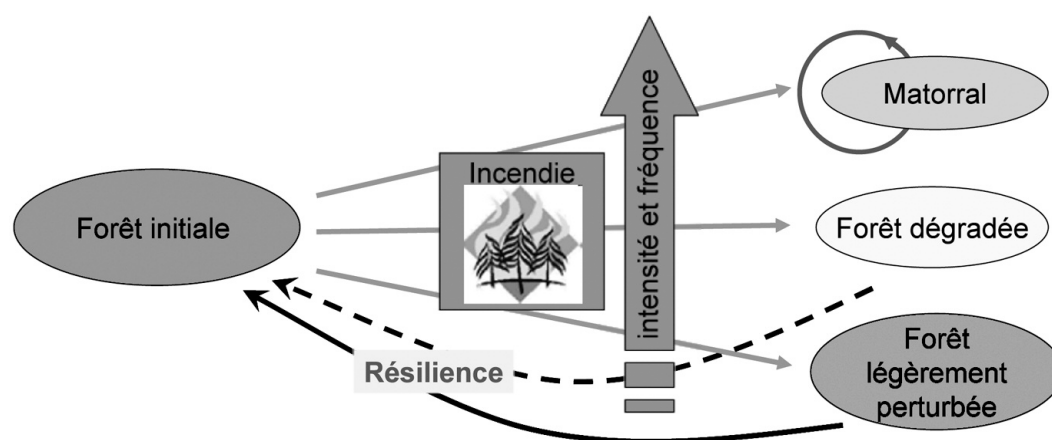 Forêt initiale
Incendie
intensité et fréquence
Matorral
Forêt dégradée
Forêt
légèrement
perturbée
Résilience